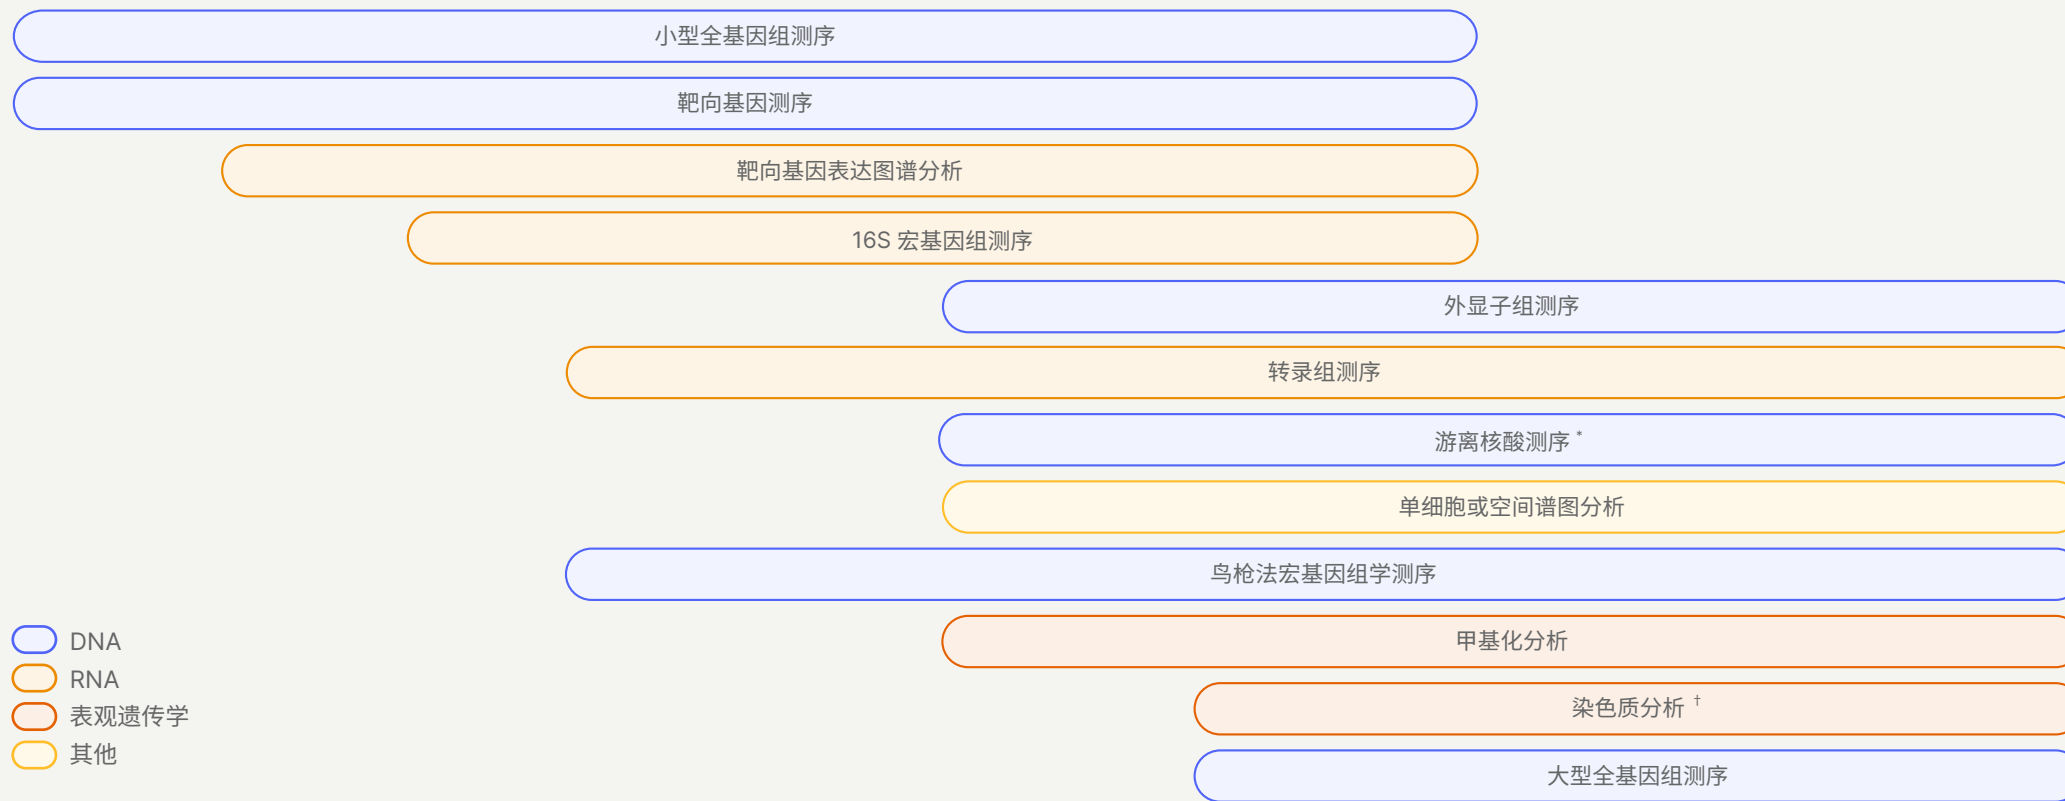 小型全基因组测序
靶向基因测序
靶向基因表达图谱分析
16S 宏基因组测序
外显子组测序
转录组测序
游离核酸测序 *
单细胞或空间谱图分析
鸟枪法宏基因组学测序
甲基化分析
染色质分析 †
大型全基因组测序
DNA
RNA
表观遗传学
其他